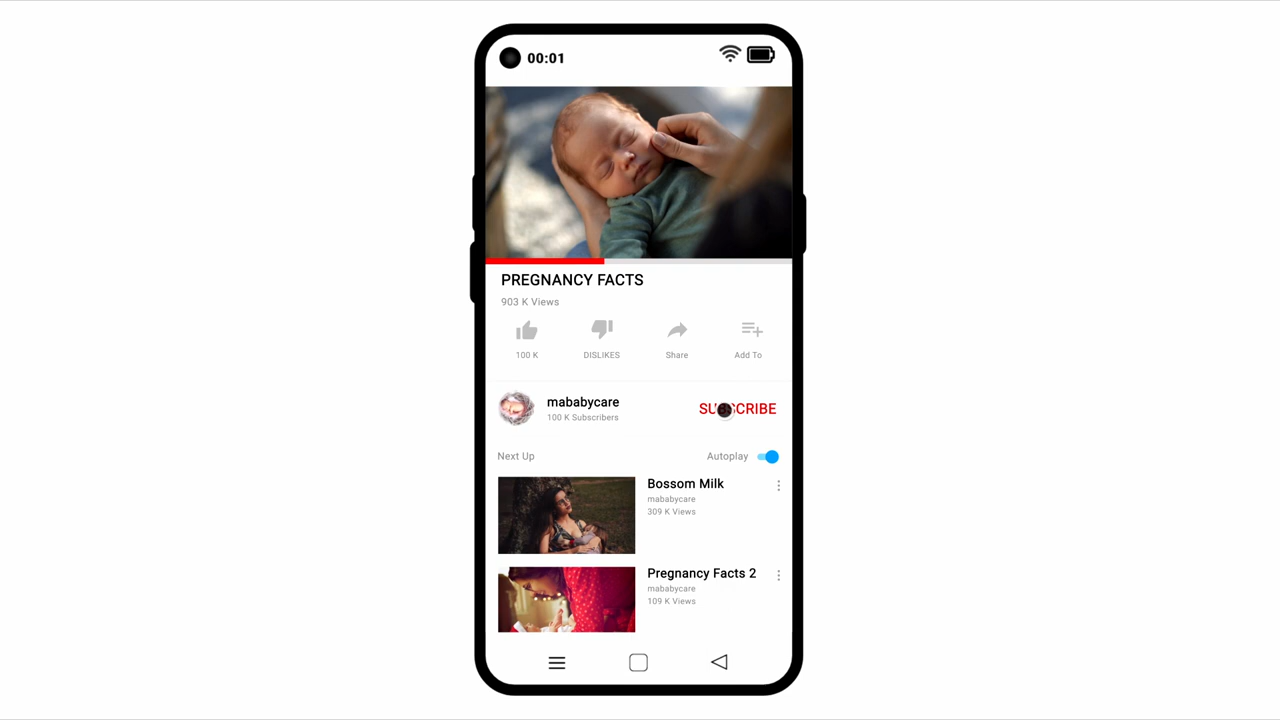 00:01
PREGNANCY FACTS
903 K Views
100 K
DISLIKES
Share
Add To
mababycare
100 K Subscribers
SUBSCRIBE
Next Up
Autoplay
Bossom Milk
mababycare
309 K Views
Pregnancy Facts 2
mababycare
109 K Views